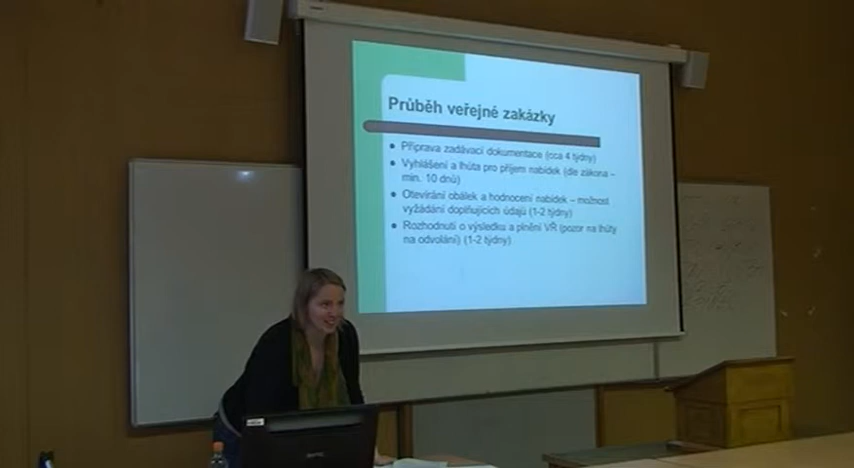 Průběh veřejné zakázky
Příprava zadávací dokumentace (cca 4 týdny)
Vyhlášení a lhůta pro příjem nabídek (dle zákona –
min. 10 dnů)
Otevírání obálek a hodnocení nabídek – možnost
vyžádání doplňujících údajů (1-2 týdny)
Rozhodnutí o výsledku a plnění VŘ (pozor na lhůty
na odvolání) (1-2 týdny)